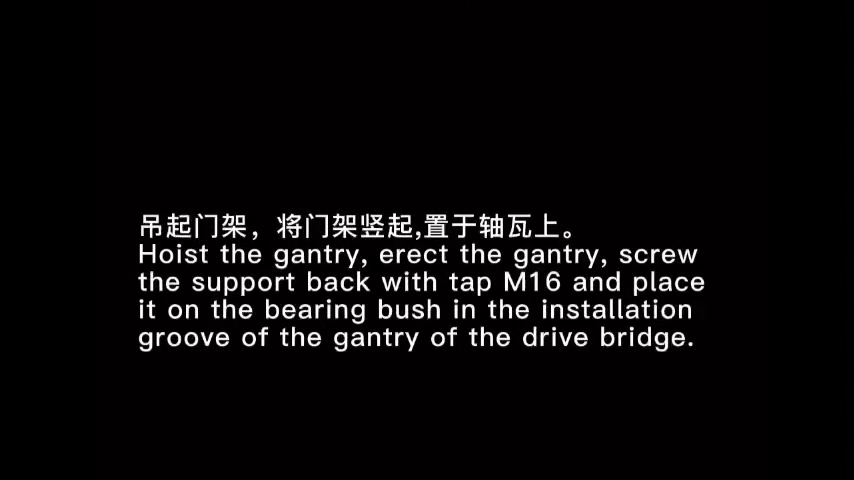 吊起门架，将门架竖起,置于轴瓦上。
Hoist the gantry, erect the gantry, screw
the support back with tap M16 and place
it on the bearing bush in the installation
groove of the gantry of the drive bridge.